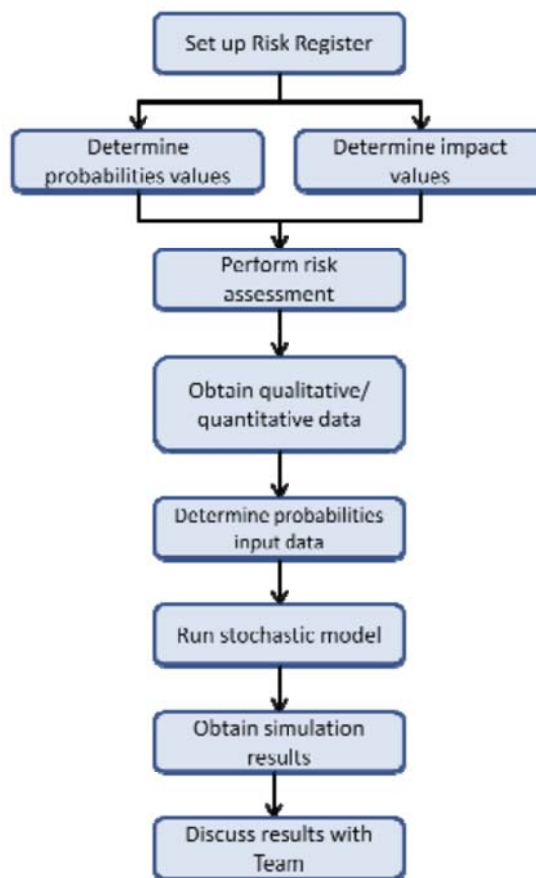 Set up Risk Register
Determine
probabilities values
Determine impact
values
Perform risk
assessment
Obtain qualitative/
quantitative data
Determine probabilities
input data
Run stochastic model
Obtain simulation
results
Discuss results with
Team